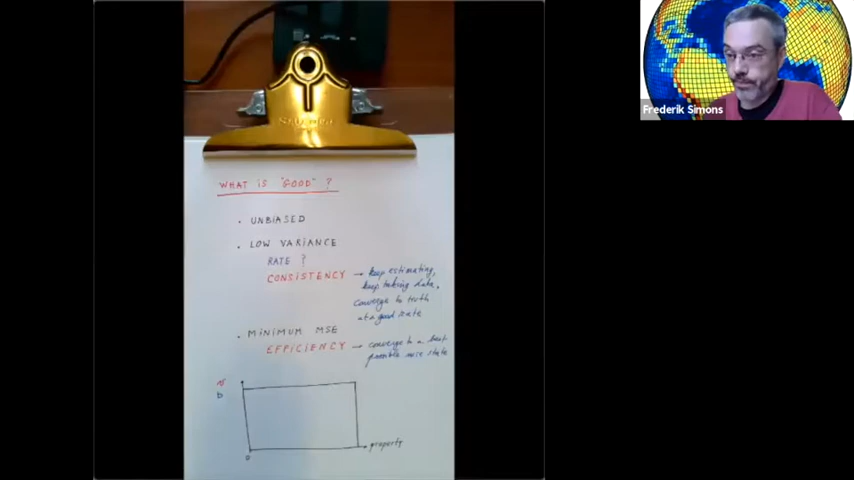 Frederik Simons
WHAT IS "GOOD" ?
• UNBIASED
• LOW VARIANCE
RATE ?
CONSISTENCY → keep estimating,
keep taking data,
converge to truth
at a good rate
• MINIMUM MSE
EFFICIENCY → converge to a best
possible mse state
v
b
0
→ property